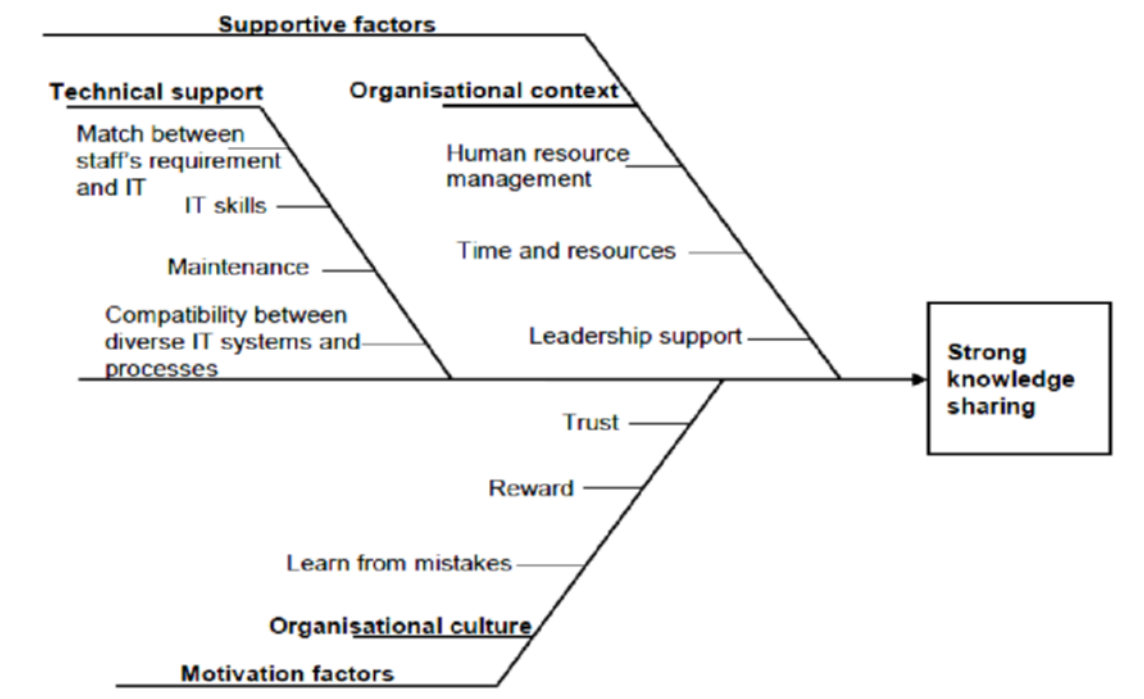 Supportive factors
Technical support
Organisational context
Match between
staff's requirement
and IT
IT skills
Maintenance
Compatibility between
diverse IT systems and
processes
Human resource
management
Time and resources
Leadership support
Strong
knowledge
sharing
Trust
Reward
Learn from mistakes
Organisational culture
Motivation factors